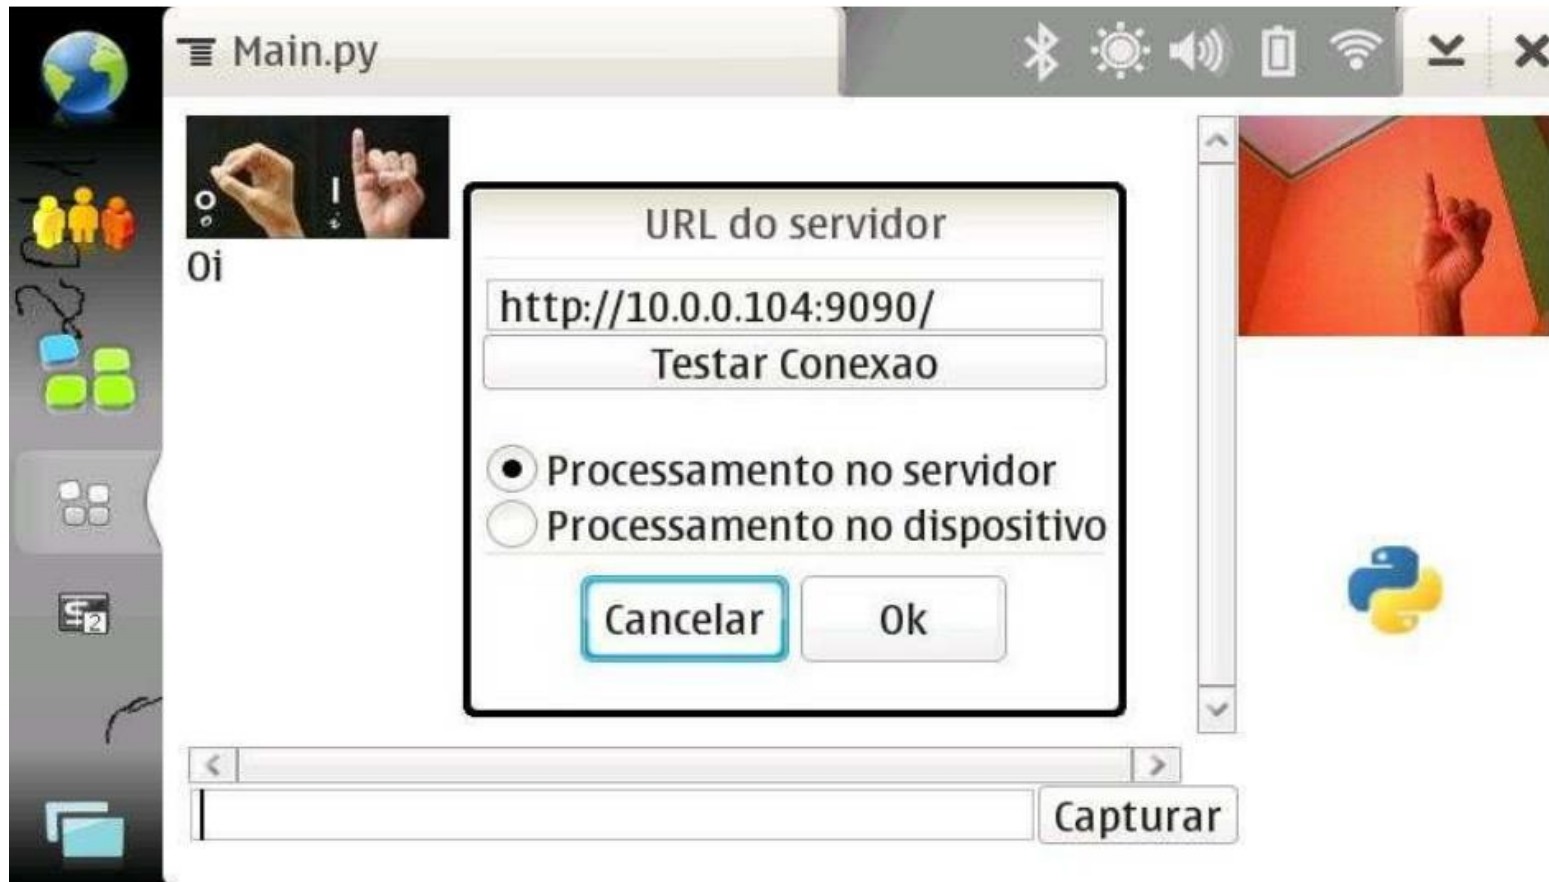 Main.py
O I
o i
Oi
URL do servidor
http://10.0.0.104:9090/
Testar Conexao
Processamento no servidor
Processamento no dispositivo
Cancelar Ok
2
Capturar